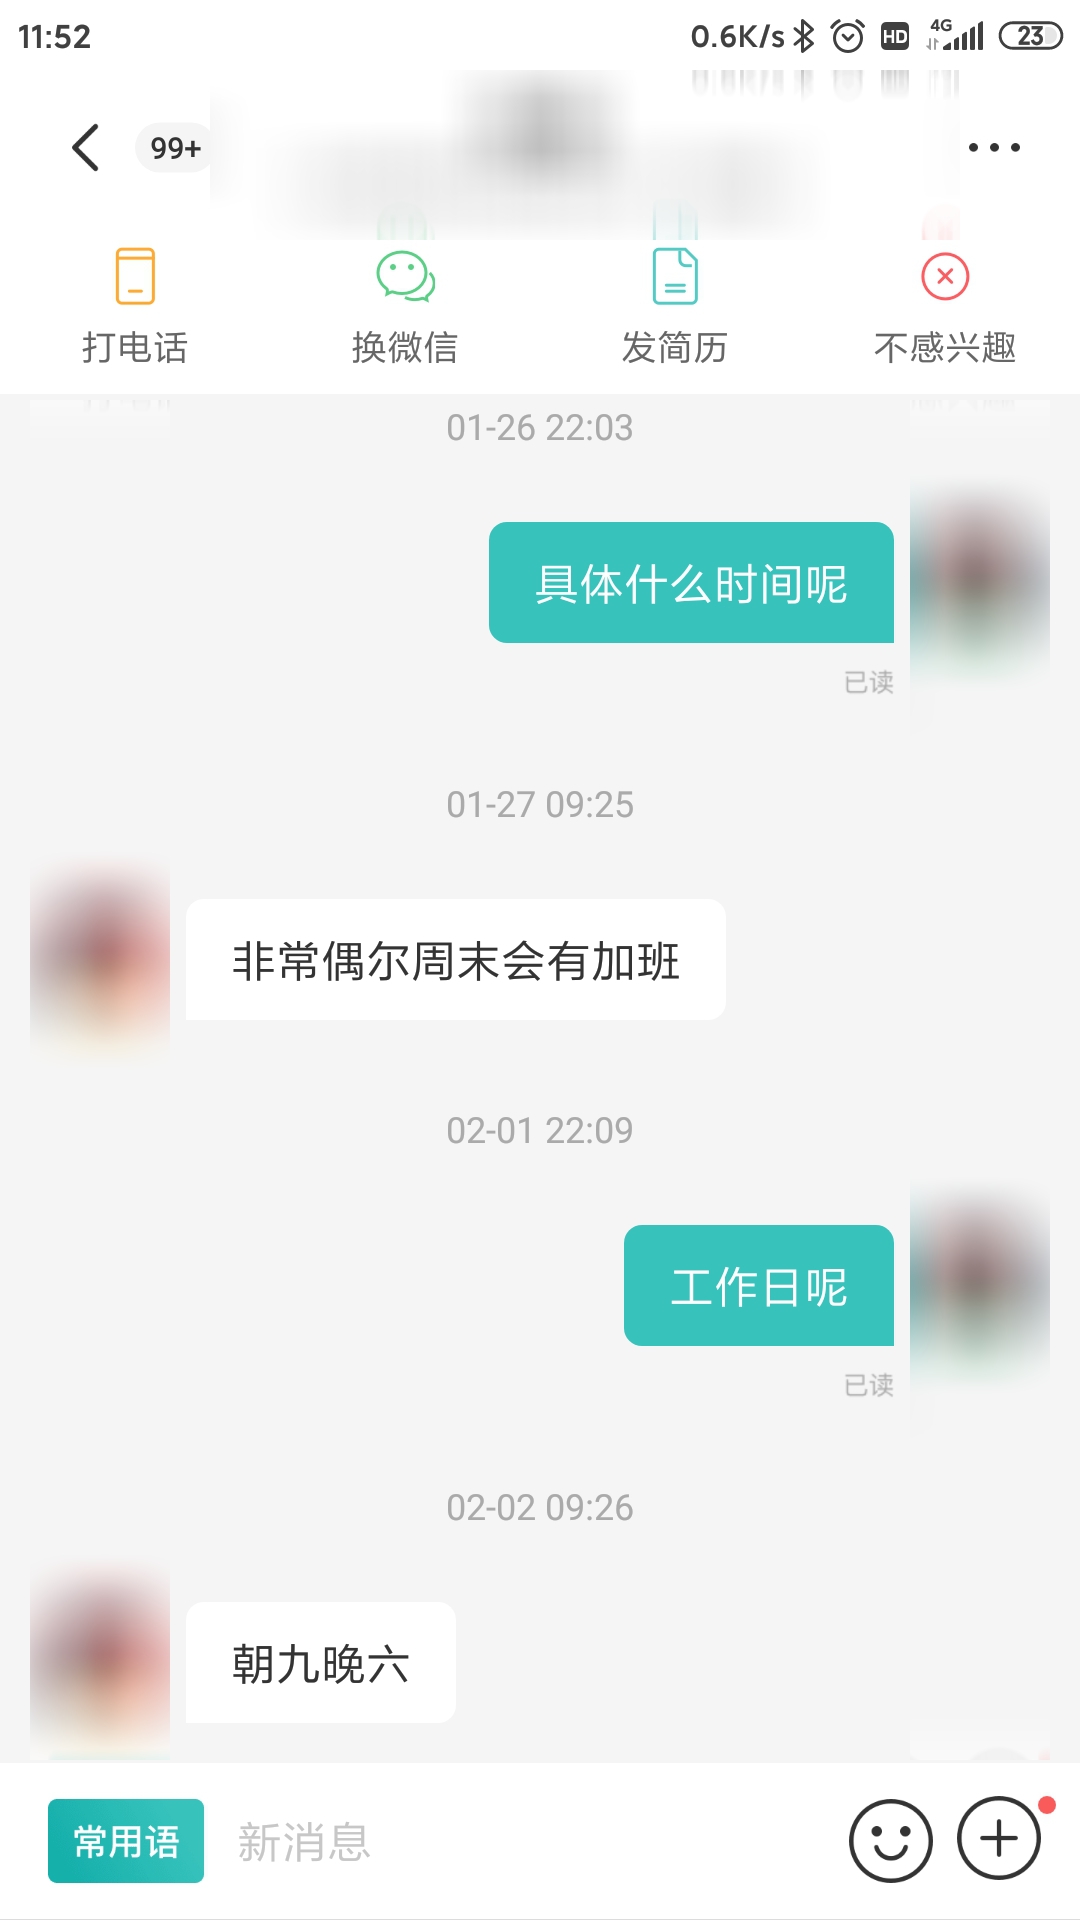 11:52
0.6K/s HD 4G 23
99+
打电话 换微信 发简历 不感兴趣
01-26 22:03
具体什么时间呢
已读
01-27 09:25
非常偶尔周末会有加班
02-01 22:09
工作日呢
已读
02-02 09:26
朝九晚六
常用语 新消息